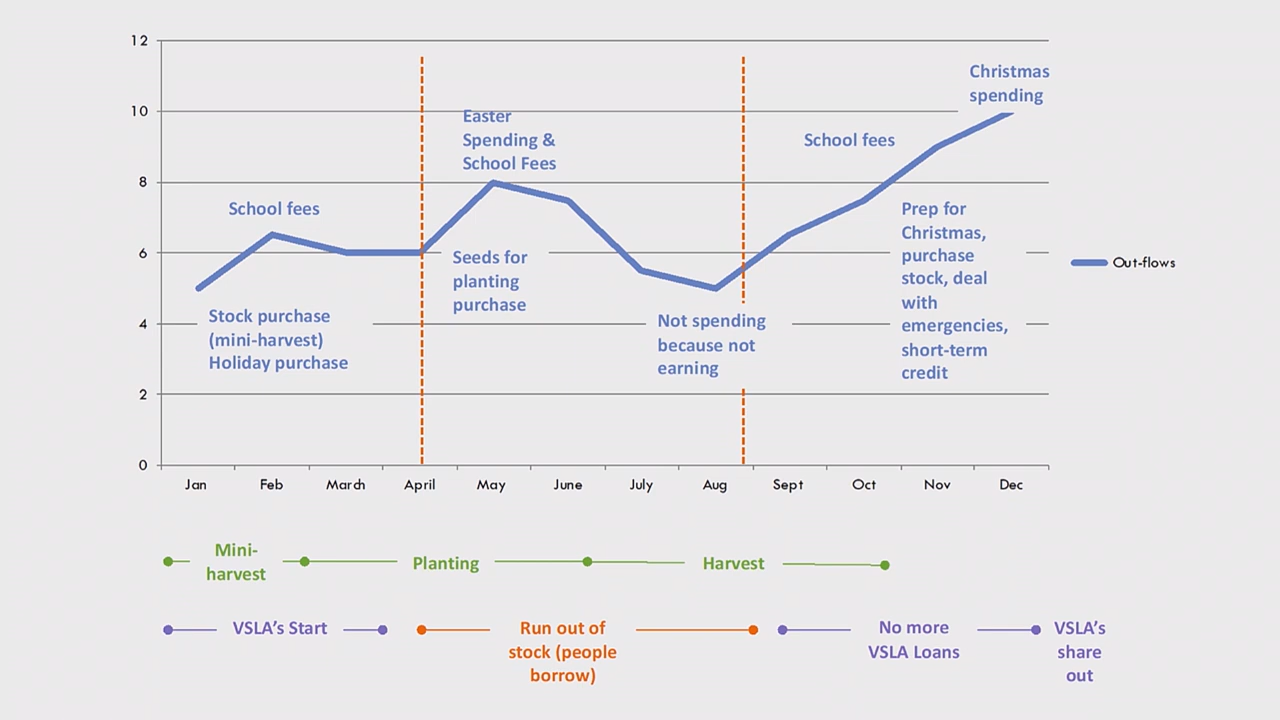 12
10
8
6
4
2
0
Christmas
spending
Easter
Spending &
School Fees
School fees
School fees
Prep for
Christmas,
purchase
stock, deal
with
emergencies,
short-term
credit
Seeds for
planting
purchase
Stock purchase
(mini-harvest)
Holiday purchase
Not spending
because not
earning
Out-flows
Jan Feb March April May June July Aug Sept Oct Nov Dec
Mini-
harvest
Planting
Harvest
VSLA's Start
Run out of
stock (people
borrow)
No more
VSLA Loans
VSLA's
share
out